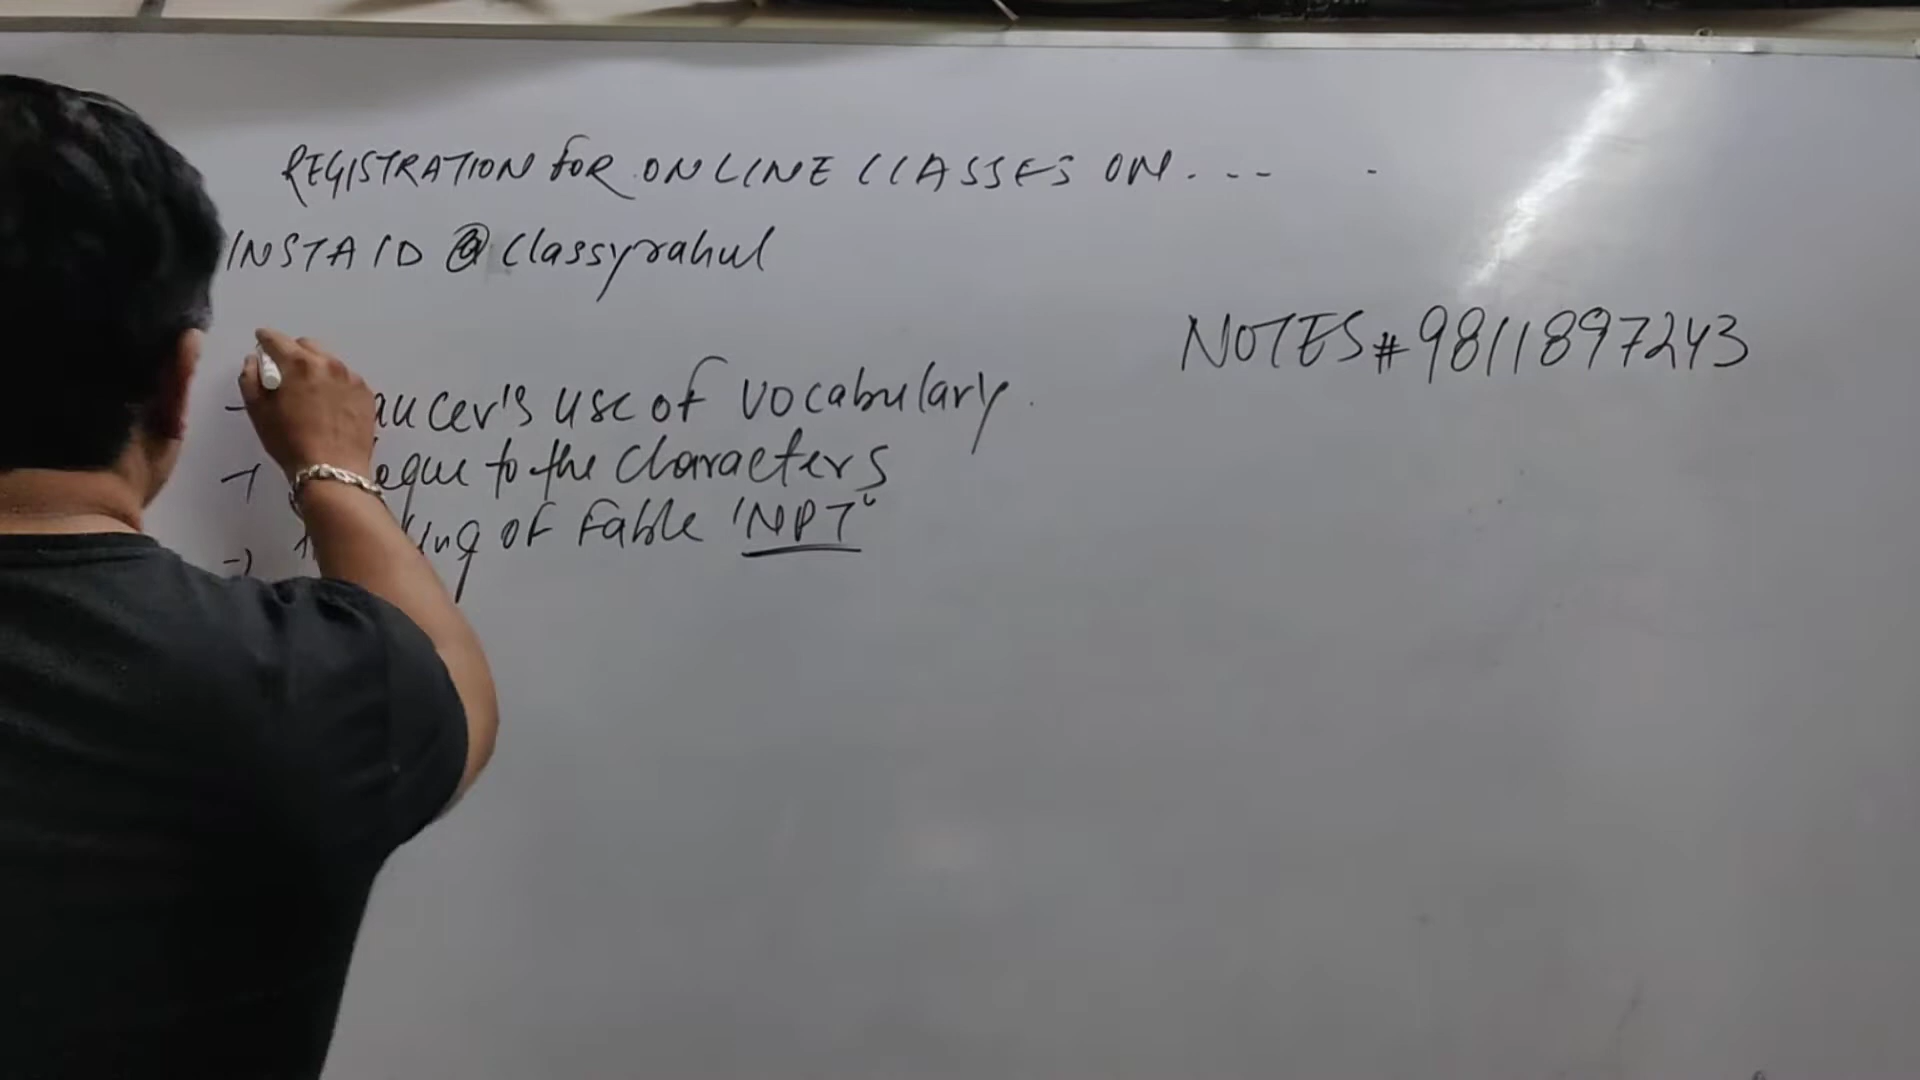 REGISTRATION FOR ONLINE CLASSES ON....
INSTA ID @classyrahul
NOTES # 9811897243
- aucer's use of vocabulary.
to the characters
of Fable 'NPT'